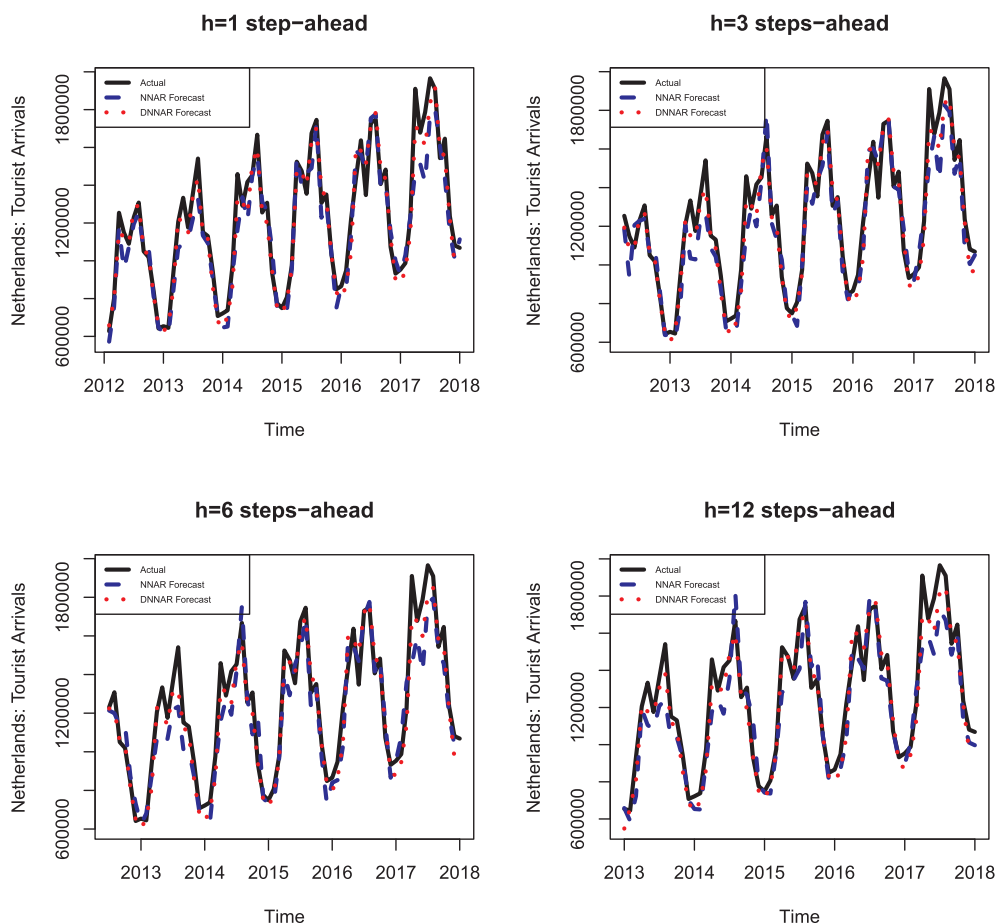 h=1 step−ahead
Netherlands: Tourist Arrivals
600000 1200000 1800000
Actual
NNAR Forecast
DNNAR Forecast
2012 2013 2014 2015 2016 2017 2018
Time
h=3 steps−ahead
Netherlands: Tourist Arrivals
600000 1200000 1800000
Actual
NNAR Forecast
DNNAR Forecast
2013 2014 2015 2016 2017 2018
Time
h=6 steps−ahead
Netherlands: Tourist Arrivals
600000 1200000 1800000
Actual
NNAR Forecast
DNNAR Forecast
2013 2014 2015 2016 2017 2018
Time
h=12 steps−ahead
Netherlands: Tourist Arrivals
600000 1200000 1800000
Actual
NNAR Forecast
DNNAR Forecast
2013 2014 2015 2016 2017 2018
Time